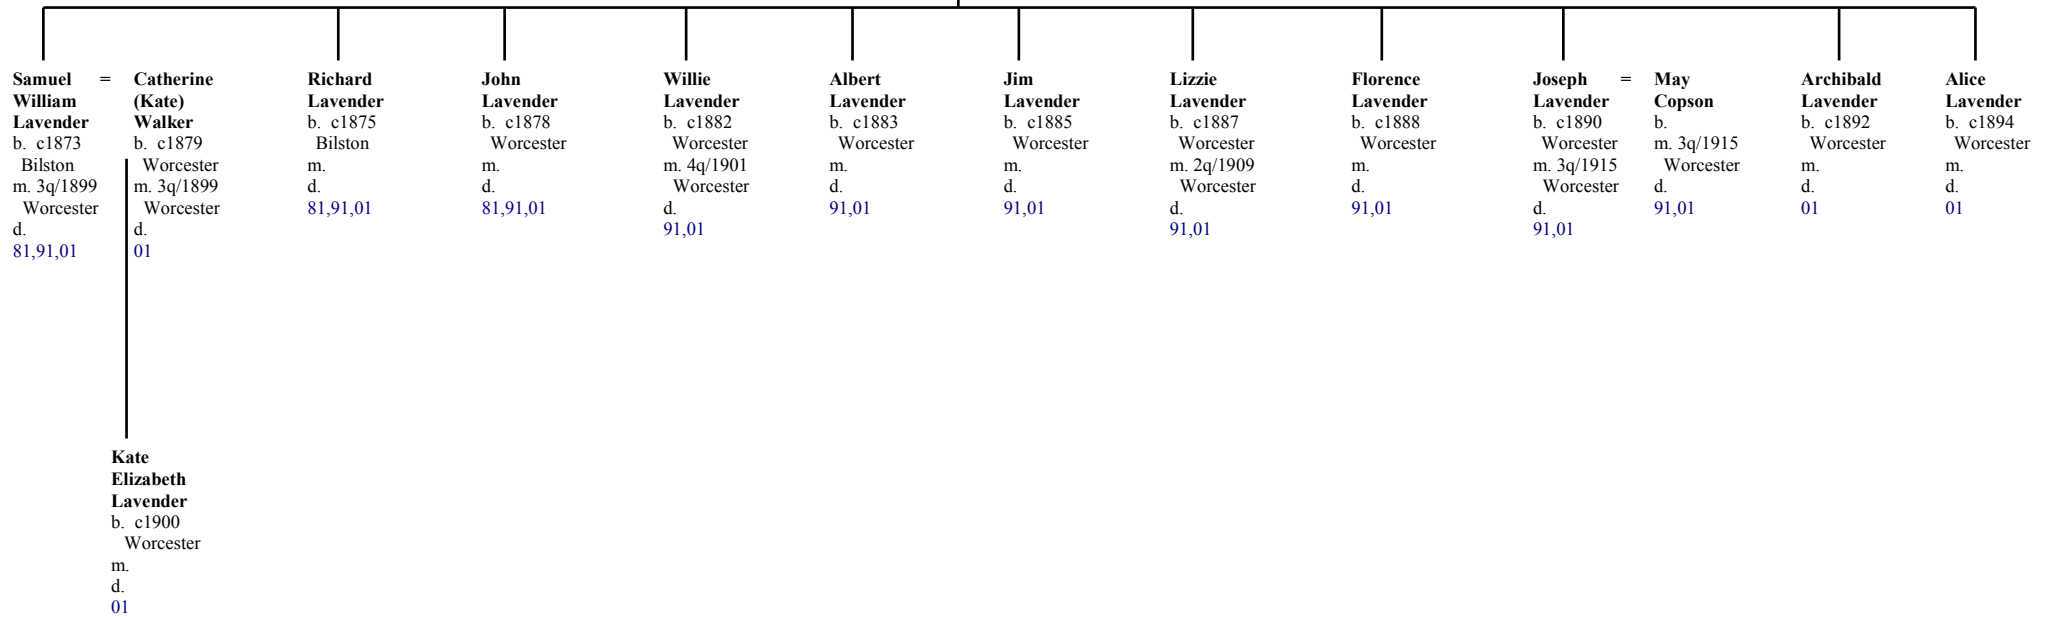 Samuel =
William
Lavender
b. c1873
Bilston
m. 3q/1899
Worcester
d.
81,91,01
Catherine
(Kate)
Walker
b. c1879
Worcester
m. 3q/1899
Worcester
d.
01
Richard
Lavender
b. c1875
Bilston
m.
d.
81,91,01
John
Lavender
b. c1878
Worcester
m.
d.
81,91,01
Willie
Lavender
b. c1882
Worcester
m. 4q/1901
Worcester
d.
91,01
Albert
Lavender
b. c1883
Worcester
m.
d.
91,01
Jim
Lavender
b. c1885
Worcester
m.
d.
91,01
Lizzie
Lavender
b. c1887
Worcester
m. 2q/1909
Worcester
d.
91,01
Florence
Lavender
b. c1888
Worcester
m.
d.
91,01
Joseph =
Lavender
b. c1890
Worcester
m. 3q/1915
Worcester
d.
91,01
May
Copson
b.
m. 3q/1915
Worcester
d.
91,01
Archibald
Lavender
b. c1892
Worcester
m.
d.
01
Alice
Lavender
b. c1894
Worcester
m.
d.
01
Kate
Elizabeth
Lavender
b. c1900
Worcester
m.
d.
01